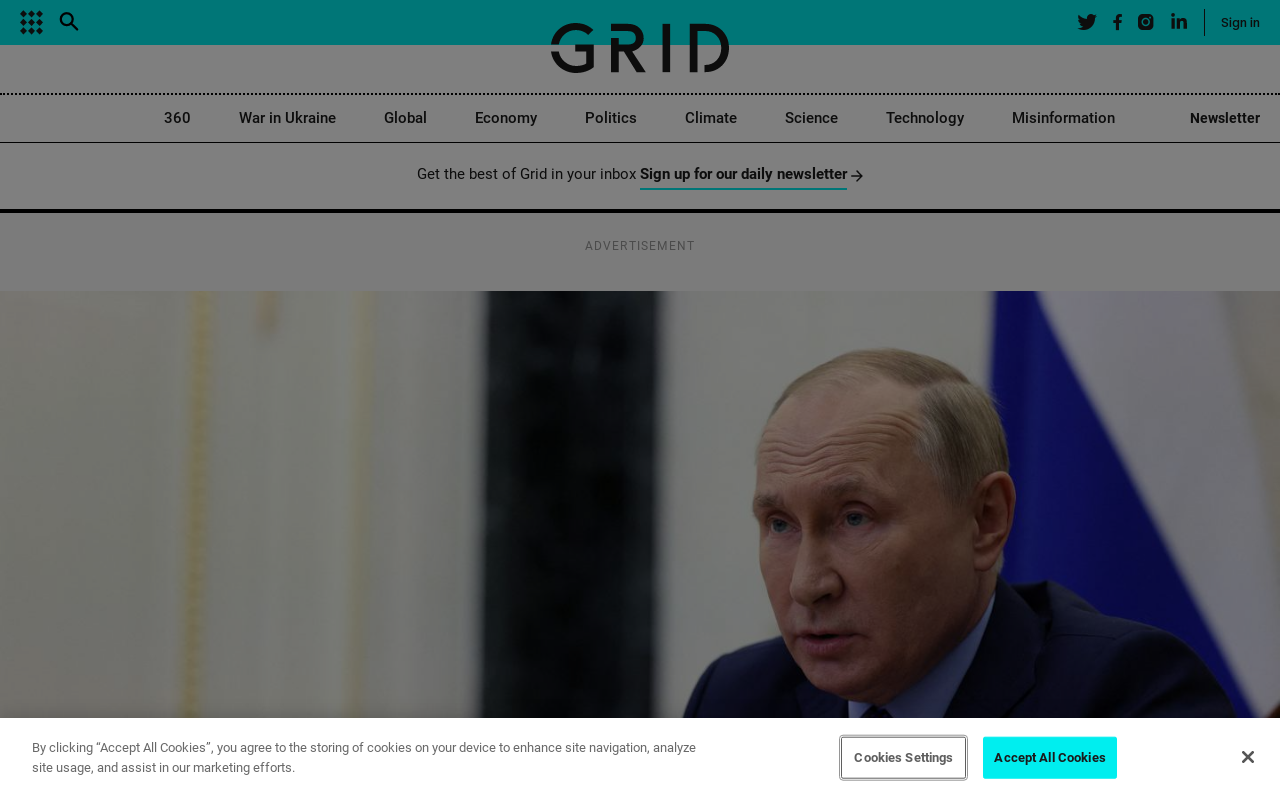 Sign in
GRID
360 War in Ukraine Global Economy Politics Climate Science Technology Misinformation Newsletter
Get the best of Grid in your inbox Sign up for our daily newsletter
ADVERTISEMENT
By clicking “Accept All Cookies”, you agree to the storing of cookies on your device to enhance site navigation, analyze
site usage, and assist in our marketing efforts.
Cookies Settings
Accept All Cookies